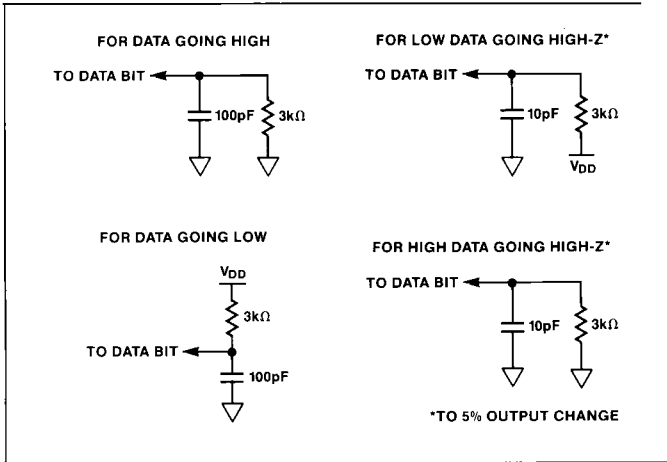 FOR DATA GOING HIGH
TO DATA BIT
100pF
3kΩ
FOR LOW DATA GOING HIGH-Z*
TO DATA BIT
10pF
3kΩ
VDD
FOR DATA GOING LOW
VDD
3kΩ
TO DATA BIT
100pF
FOR HIGH DATA GOING HIGH-Z*
TO DATA BIT
10pF
3kΩ
*TO 5% OUTPUT CHANGE